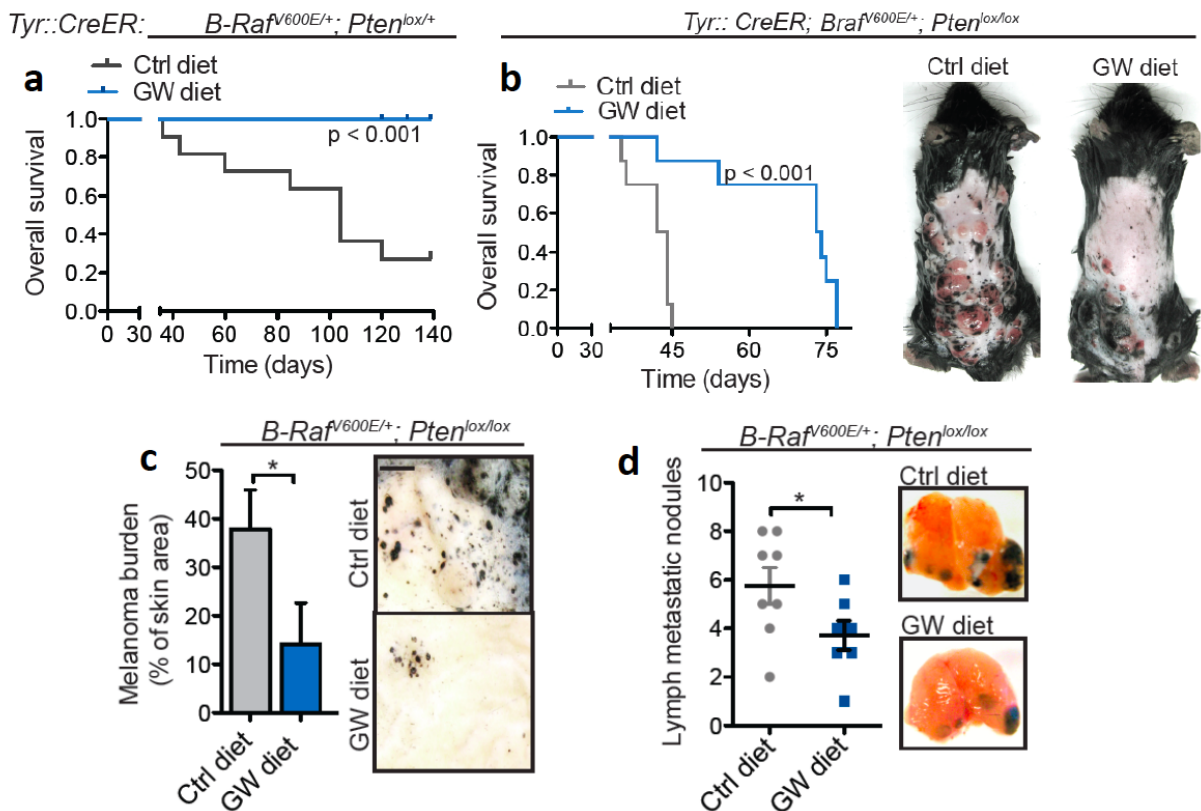 Tyr::CreER: B-Raf^V600E/+; Pten^lox/+
a
Ctrl diet
GW diet
1.0
0.8
0.6
0.4
0.2
0.0
Overall survival
p < 0.001
0 30 40 60 80 100 120 140
Time (days)
Tyr:: CreER; Braf^V600E/+; Pten^lox/lox
b
Ctrl diet
GW diet
1.0
0.8
0.6
0.4
0.2
0.0
Overall survival
p < 0.001
0 30 45 60 75
Time (days)
Ctrl diet GW diet
B-Raf^V600E/+; Pten^lox/lox
c
50
40
30
20
10
0
Melanoma burden
(% of skin area)
*
Ctrl diet
GW diet
Ctrl diet
GW diet
B-Raf^V600E/+; Pten^lox/lox
d
10
8
6
4
2
0
Lymph metastatic nodules
*
Ctrl diet
GW diet
Ctrl diet
GW diet